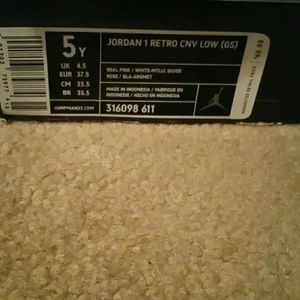 5Y
UK 4.5
EUR 37.5
CM 23.5
BR 35.5
JUMPMAN23.COM
JORDAN 1 RETRO CNV LOW (GS)
REAL PINK / WHITE-MTLLC SILVER
ROSE / BLA-ARGMET
MADE IN INDONESIA / FABRIQUE EN
INDONESIE / HECHO EN INDONESIA
316098 611